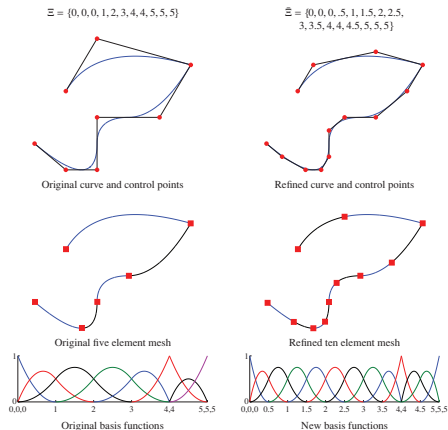 Ξ = {0, 0, 0, 1, 2, 3, 4, 4, 5, 5, 5}
Ξ̄ = {0, 0, 0, .5, 1, 1.5, 2, 2.5,
3, 3.5, 4, 4, 4.5, 5, 5, 5}
Original curve and control points
Refined curve and control points
Original five element mesh
Refined ten element mesh
1
0
0,0,0
1
2
3
4,4
5,5,5
Original basis functions
1
0
0,0,0
0.5
1
1.5
2
2.5
3
3.5
4,4
4.5
5,5,5
New basis functions